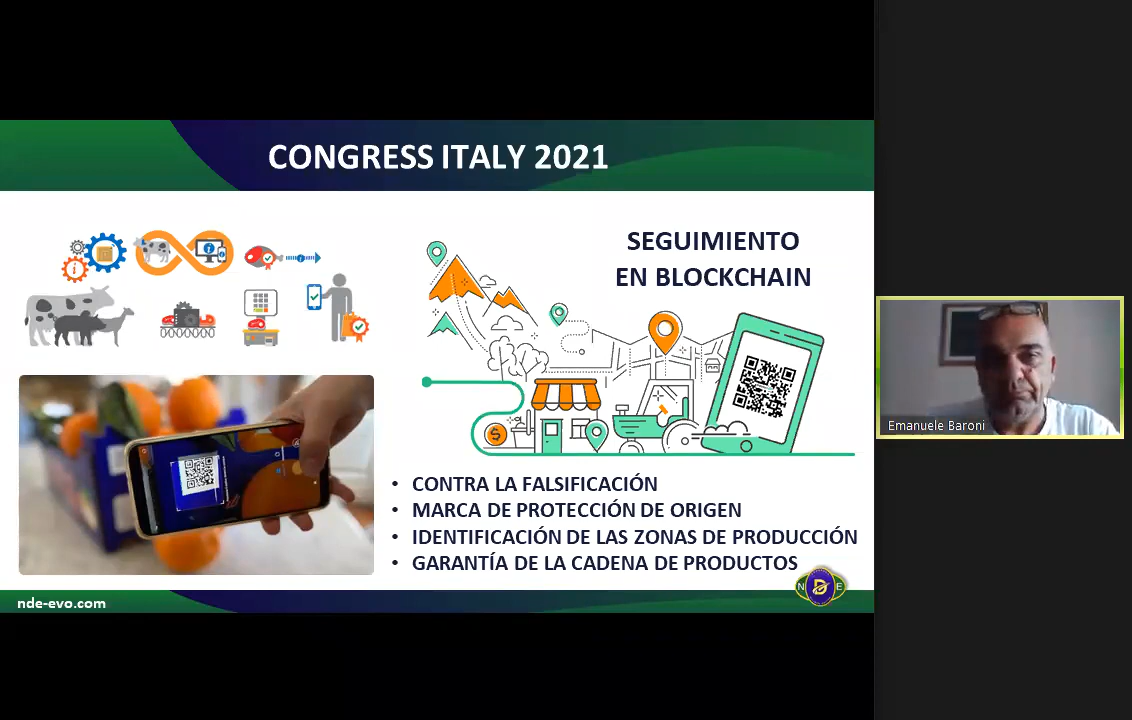 CONGRESS ITALY 2021
SEGUIMIENTO
EN BLOCKCHAIN
• CONTRA LA FALSIFICACIÓN
• MARCA DE PROTECCIÓN DE ORIGEN
• IDENTIFICACIÓN DE LAS ZONAS DE PRODUCCIÓN
• GARANTÍA DE LA CADENA DE PRODUCTOS
N D E
nde-evo.com
Emanuele Baroni